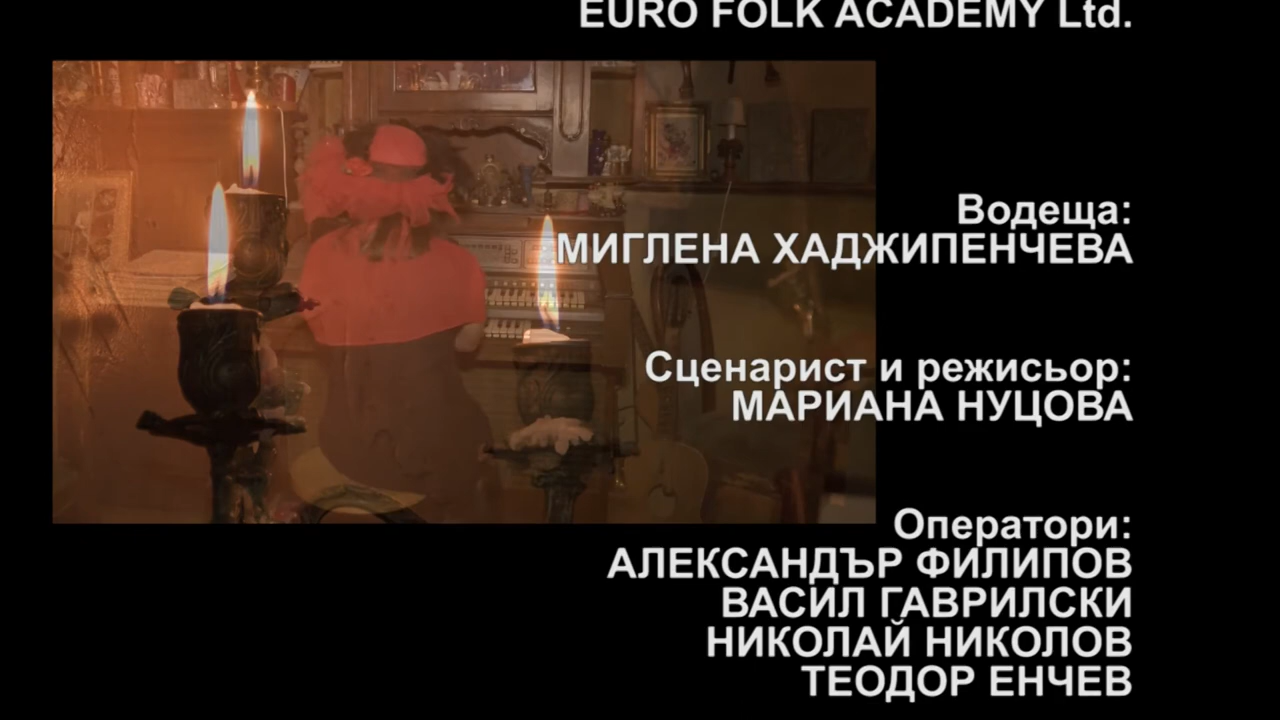 EURO FOLK ACADEMY Ltd.
Водеща:
МИГЛЕНА ХАДЖИПЕНЧЕВА
Сценарист и режисьор:
МАРИАНА НУЦОВА
Оператори:
АЛЕКСАНДЪР ФИЛИПОВ
ВАСИЛ ГАВРИЛСКИ
НИКОЛАЙ НИКОЛОВ
ТЕОДОР ЕНЧЕВ